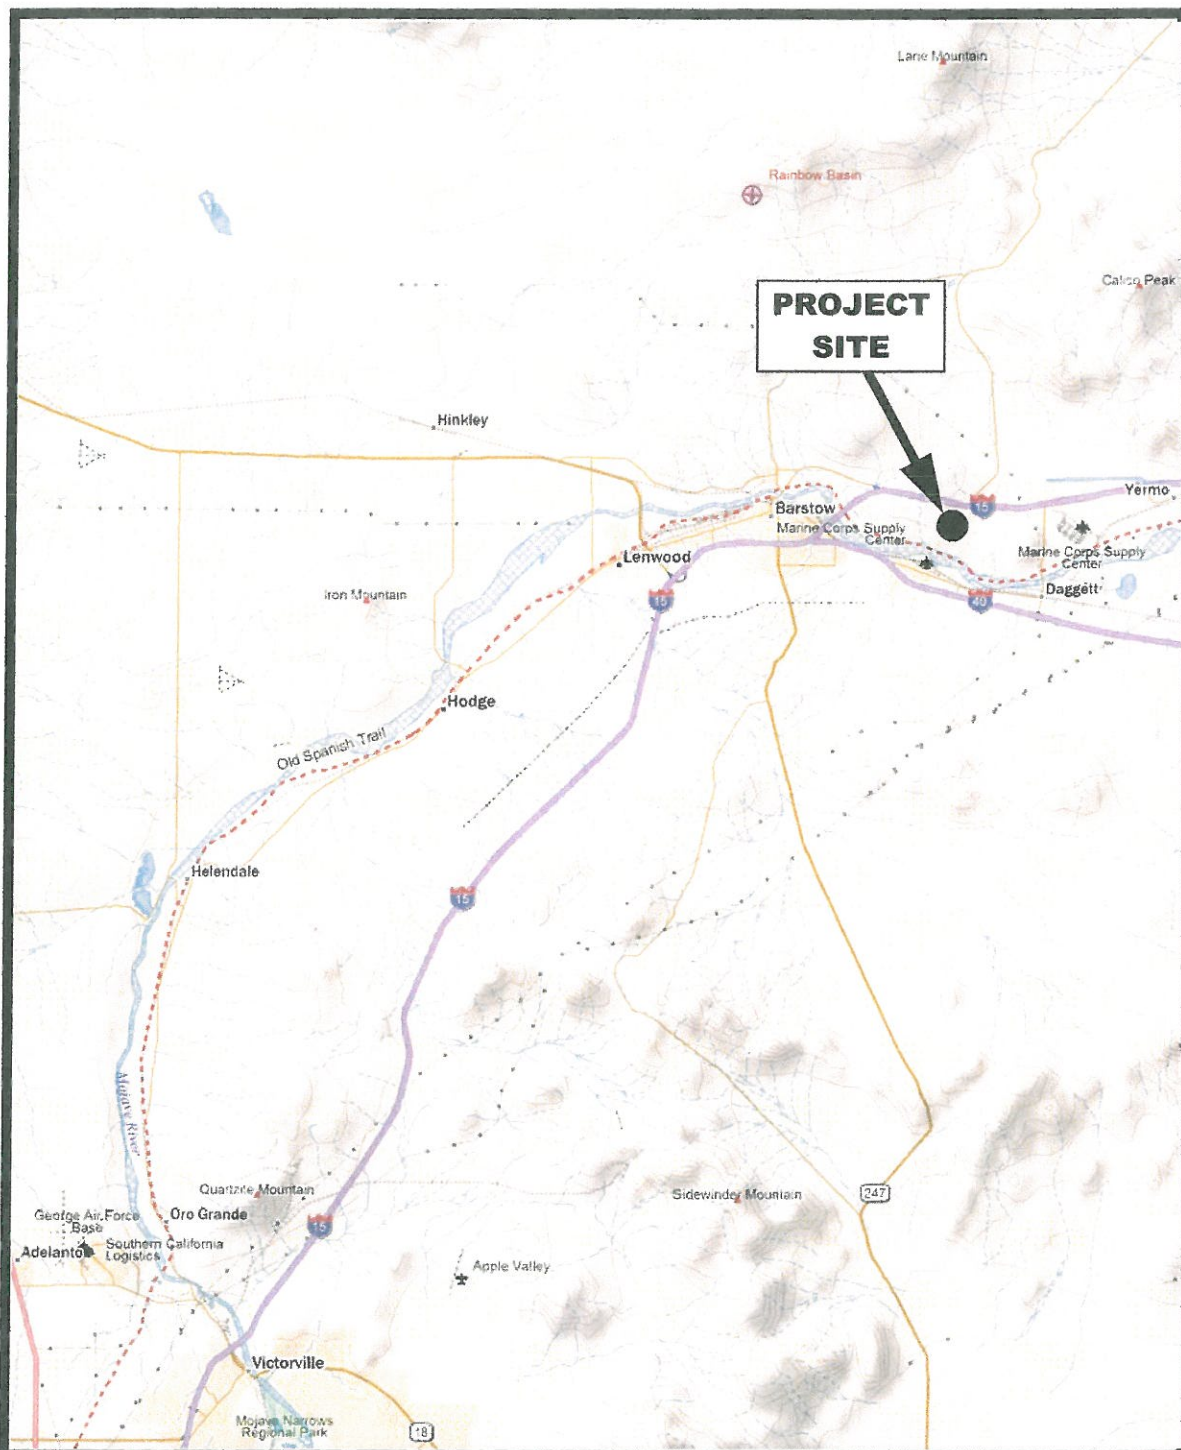 Lane Mountain
Rainbow Basin
Calico Peak
PROJECT
SITE
Hinkley
Yermo
15
Barstow
Marine Corps Supply
Center
Marine Corps Supply
Center
Lenwood
Daggett
Iron Mountain
15
40
Hodge
Old Spanish Trail
Helendale
15
Mojave River
Quartzite Mountain
Sidewinder Mountain
247
George Air Force
Base
Oro Grande
15
Adelanto
Southern California
Logistics
Apple Valley
Victorville
Mojave Narrows
Regional Park
18